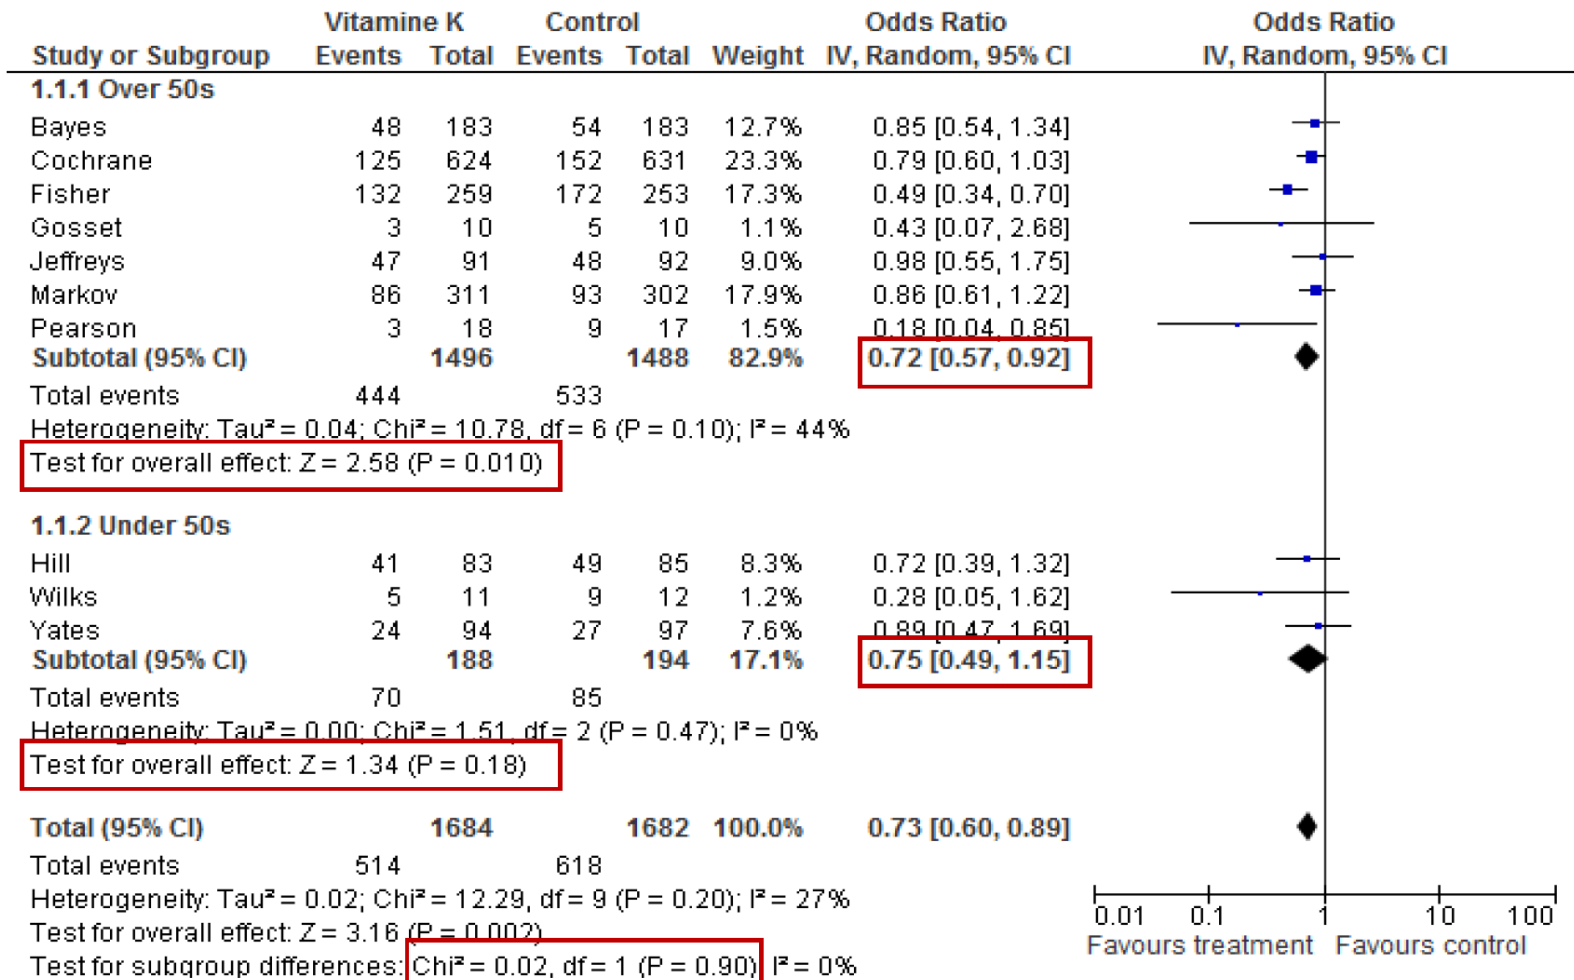 Vitamine K Control Odds Ratio Odds Ratio
Study or Subgroup Events Total Events Total Weight IV, Random, 95% CI IV, Random, 95% CI
1.1.1 Over 50s
Bayes 48 183 54 183 12.7% 0.85 [0.54, 1.34]
Cochrane 125 624 152 631 23.3% 0.79 [0.60, 1.03]
Fisher 132 259 172 253 17.3% 0.49 [0.34, 0.70]
Gosset 3 10 5 10 1.1% 0.43 [0.07, 2.68]
Jeffreys 47 91 48 92 9.0% 0.98 [0.55, 1.75]
Markov 86 311 93 302 17.9% 0.86 [0.61, 1.22]
Pearson 3 18 9 17 1.5% 0.18 [0.04, 0.85]
Subtotal (95% CI) 1496 1488 82.9% 0.72 [0.57, 0.92]
Total events 444 533
Heterogeneity: Tau² = 0.04; Chi² = 10.78, df = 6 (P = 0.10); I² = 44%
Test for overall effect: Z = 2.58 (P = 0.010)
1.1.2 Under 50s
Hill 41 83 49 85 8.3% 0.72 [0.39, 1.32]
Wilks 5 11 9 12 1.2% 0.28 [0.05, 1.62]
Yates 24 94 27 97 7.6% 0.89 [0.47, 1.69]
Subtotal (95% CI) 188 194 17.1% 0.75 [0.49, 1.15]
Total events 70 85
Heterogeneity: Tau² = 0.00; Chi² = 1.51, df = 2 (P = 0.47); I² = 0%
Test for overall effect: Z = 1.34 (P = 0.18)
Total (95% CI) 1684 1682 100.0% 0.73 [0.60, 0.89]
Total events 514 618
Heterogeneity: Tau² = 0.02; Chi² = 12.29, df = 9 (P = 0.20); I² = 27%
Test for overall effect: Z = 3.16 (P = 0.002)
Test for subgroup differences: Chi² = 0.02, df = 1 (P = 0.90) I² = 0%
0.01 0.1 1 10 100
Favours treatment Favours control